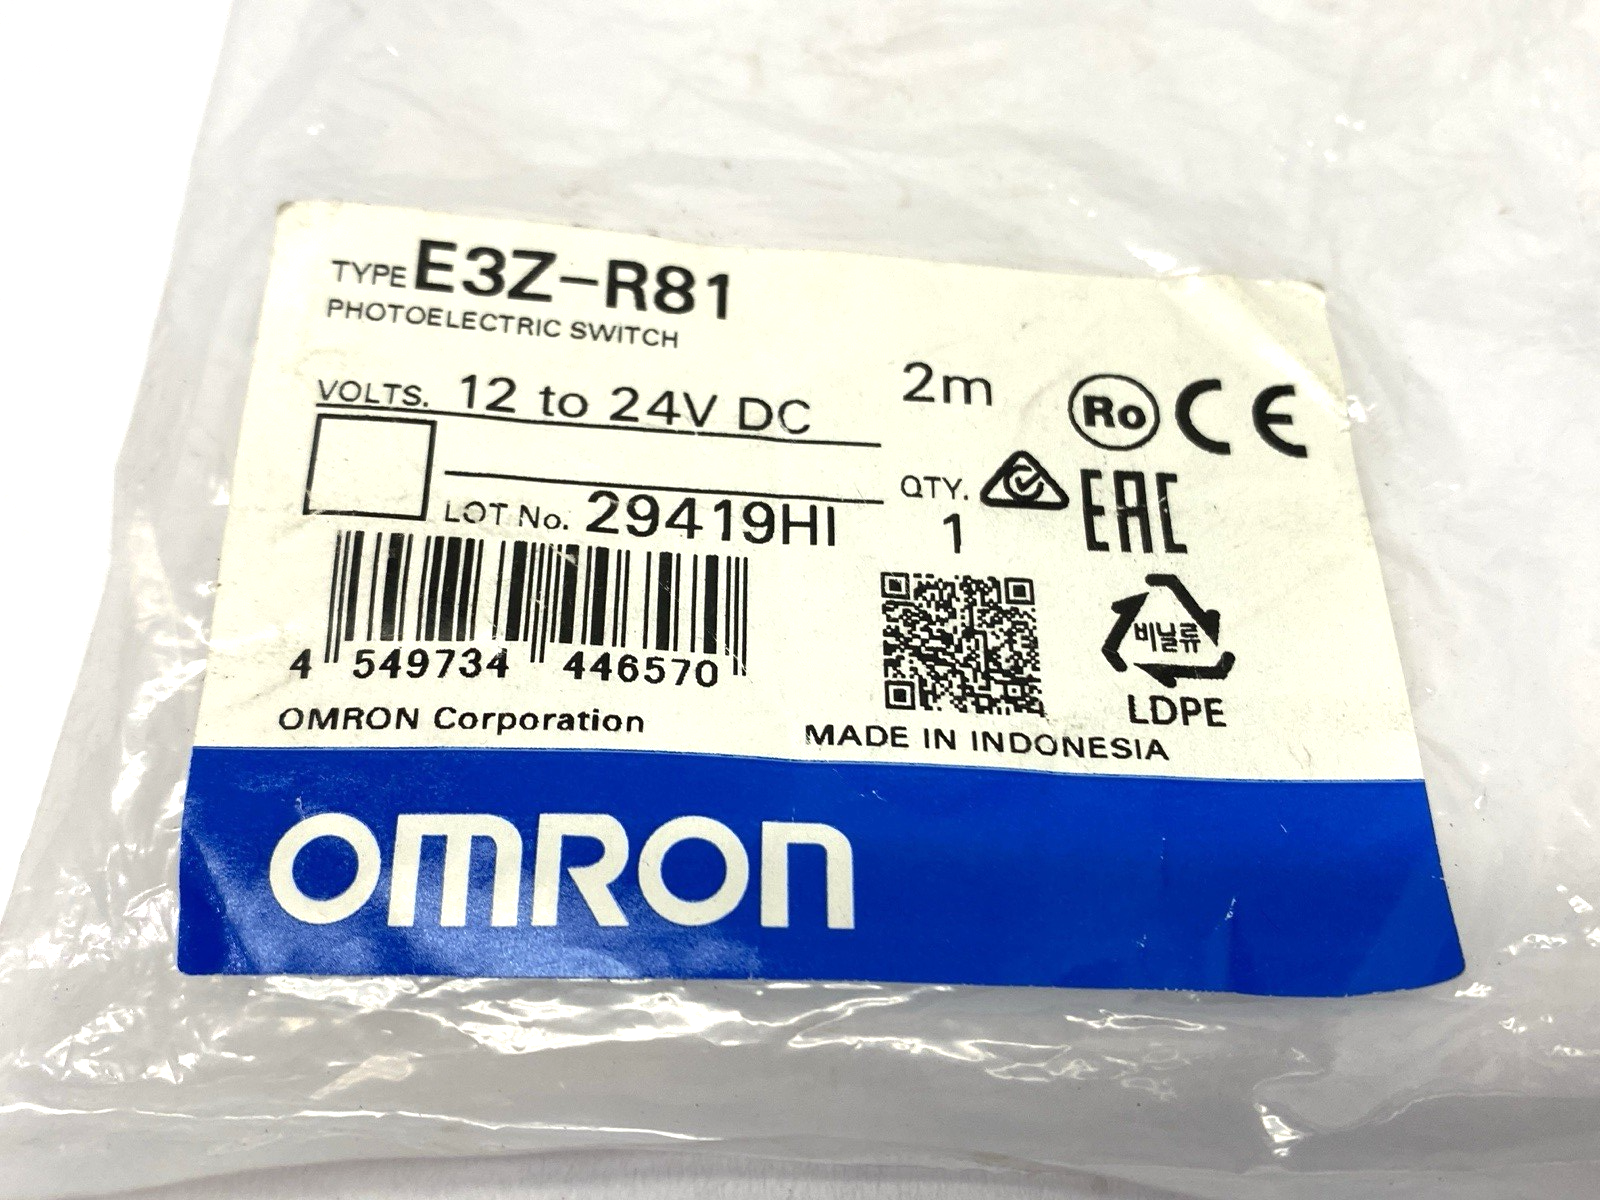 TYPE E3Z-R81
PHOTOELECTRIC SWITCH
VOLTS. 12 to 24V DC
2m
Ro CE
LOT No. 29419HI
QTY.
1
EAC
4 549734 446570
비닐류
LDPE
OMRON Corporation
MADE IN INDONESIA
OMRON